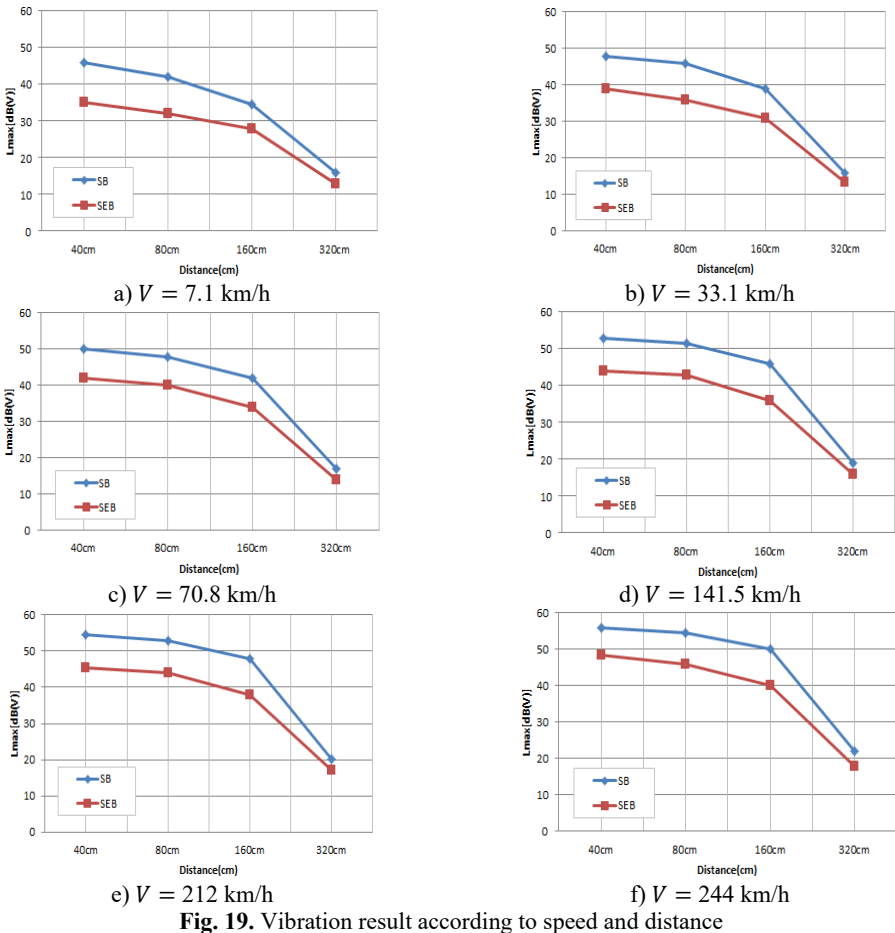 60
50
40
30
20
10
0
Lmax[dB(V)]
SB
SEB
40cm 80cm 160cm 320cm
Distance(cm)
a) V = 7.1 km/h
60
50
40
30
20
10
0
Lmax[dB(V)]
SB
SEB
40cm 80cm 160cm 320cm
Distance(cm)
b) V = 33.1 km/h
60
50
40
30
20
10
0
Lmax[dB(V)]
SB
SEB
40cm 80cm 160cm 320cm
Distance(cm)
c) V = 70.8 km/h
60
50
40
30
20
10
0
Lmax[dB(V)]
SB
SEB
40cm 80cm 160cm 320cm
Distance(cm)
d) V = 141.5 km/h
60
50
40
30
20
10
0
Lmax[dB(V)]
SB
SEB
40cm 80cm 160cm 320cm
Distance(cm)
e) V = 212 km/h
60
50
40
30
20
10
0
Lmax[dB(V)]
SB
SEB
40cm 80cm 160cm 320cm
Distance(cm)
f) V = 244 km/h
Fig. 19. Vibration result according to speed and distance